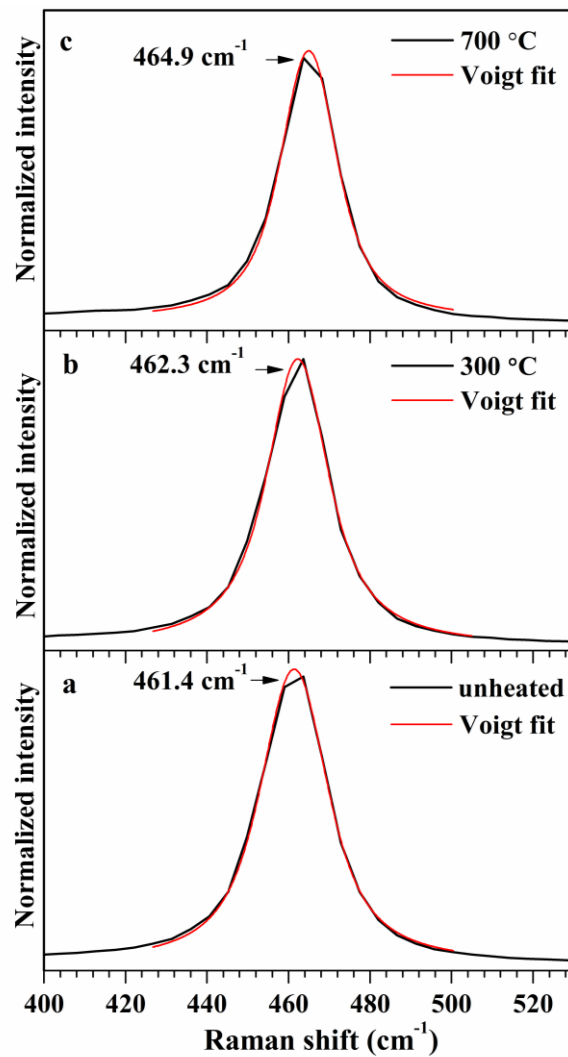 c
464.9 cm⁻¹
700 °C
Voigt fit
Normalized intensity
b
462.3 cm⁻¹
300 °C
Voigt fit
Normalized intensity
a
461.4 cm⁻¹
unheated
Voigt fit
Normalized intensity
400 420 440 460 480 500 520
Raman shift (cm⁻¹)